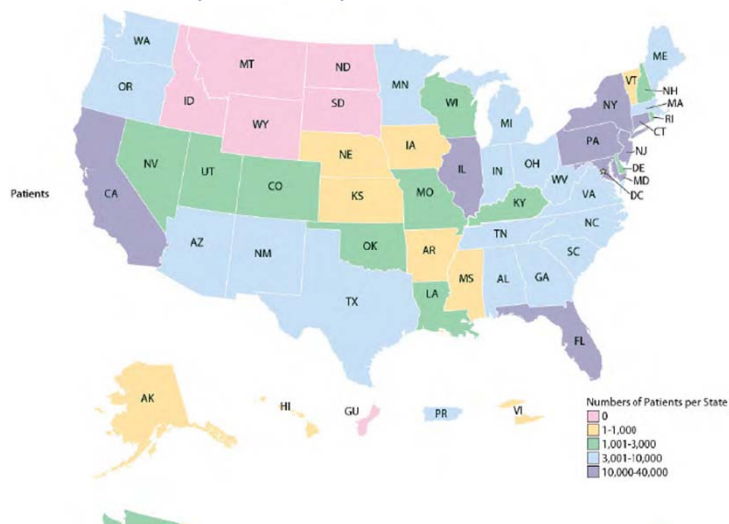 WA
OR
CA
NV
ID
MT
WY
UT
CO
AZ
NM
ND
SD
NE
KS
OK
TX
MN
IA
MO
AR
LA
WI
IL
MS
MI
IN
OH
KY
TN
AL
GA
FL
SC
NC
VA
WV
PA
NY
VT
ME
NH
MA
RI
CT
NJ
DE
MD
DC
Patients
AK
HI
GU
PR
VI
Numbers of Patients per State
0
1-1,000
1,001-3,000
3,001-10,000
10,000-40,000